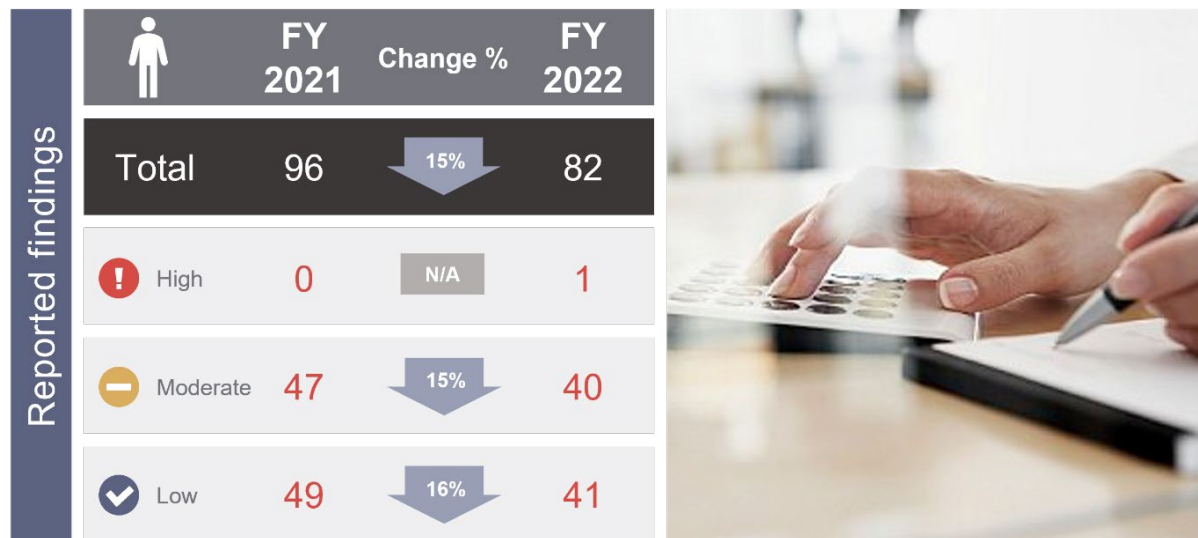 Reported findings
FY 2021 Change % FY 2022
Total 96 15% 82
High 0 N/A 1
Moderate 47 15% 40
Low 49 16% 41